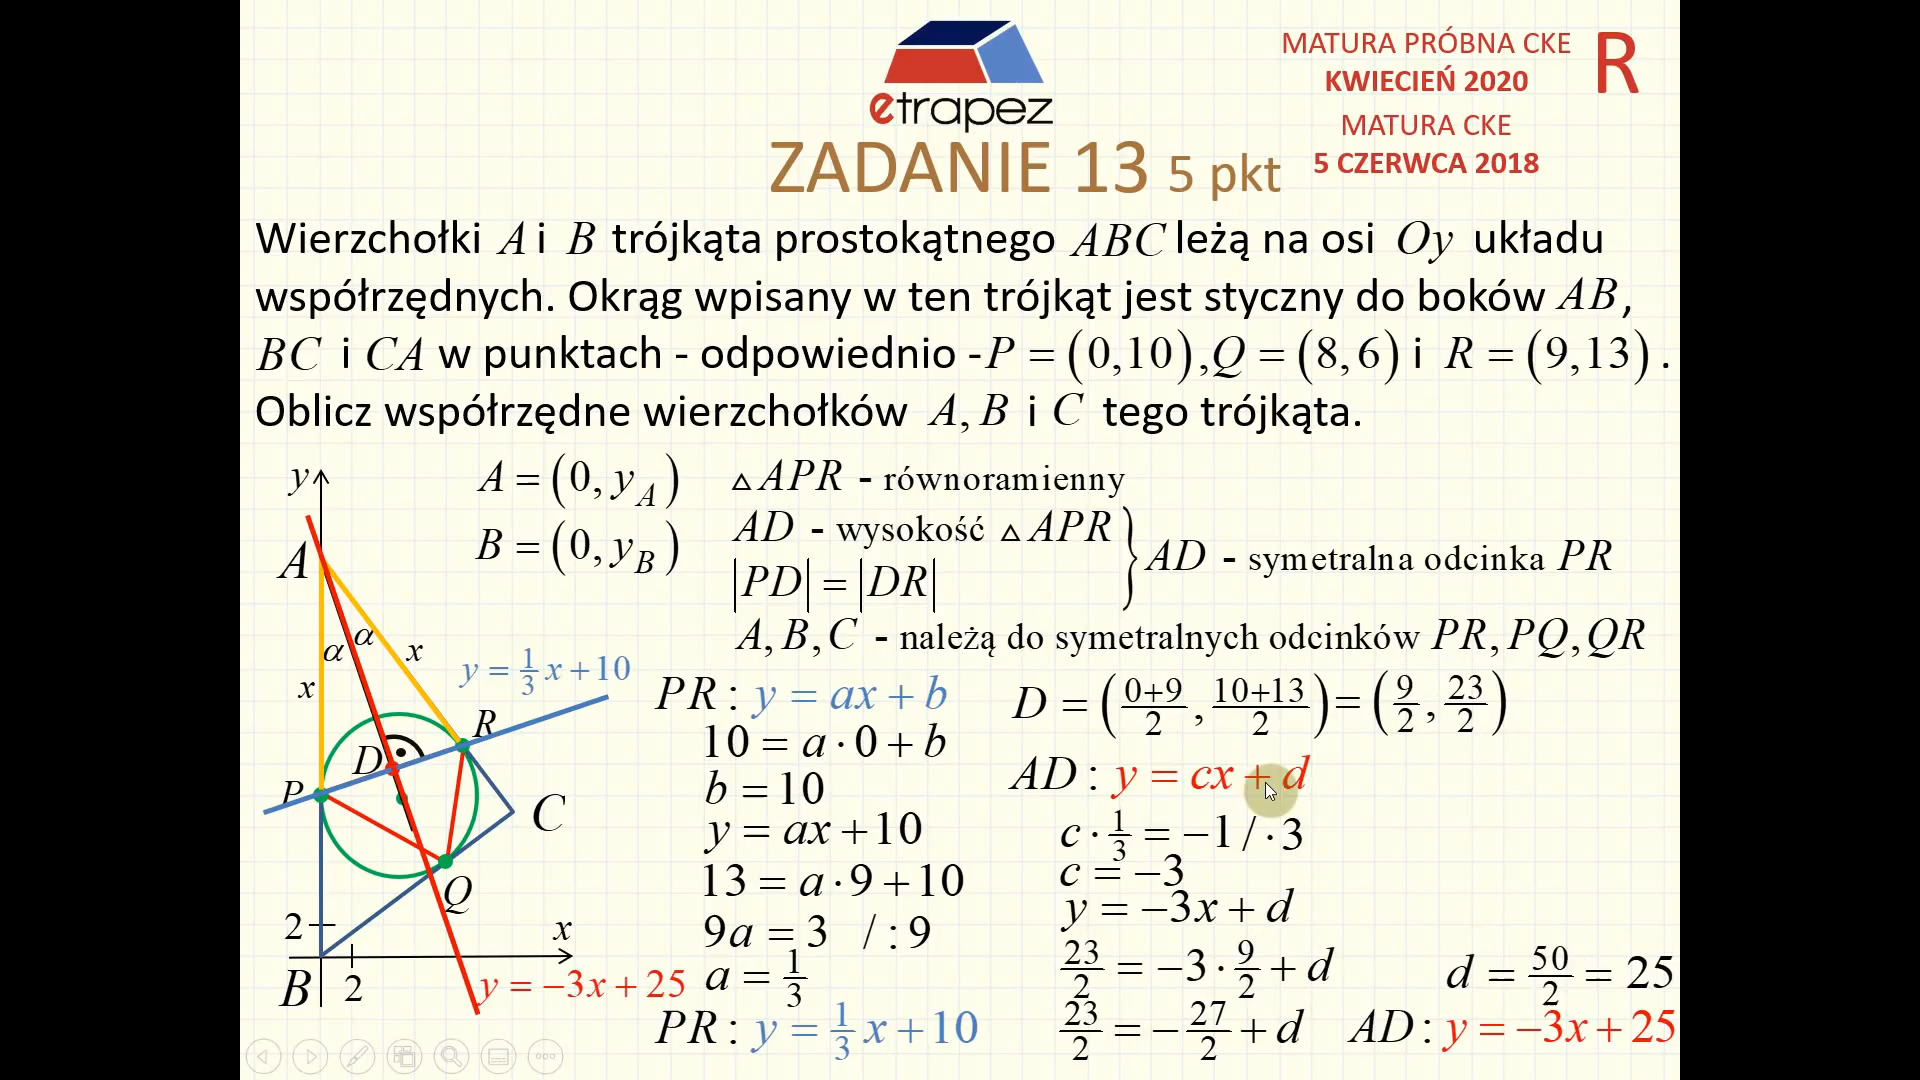 etrapez
MATURA PRÓBNA CKE
KWIECIEŃ 2020
R
MATURA CKE
5 CZERWCA 2018
ZADANIE 13 5 pkt
Wierzchołki A i B trójkąta prostokątnego ABC leżą na osi Oy układu
współrzędnych. Okrąg wpisany w ten trójkąt jest styczny do boków AB,
BC i CA w punktach - odpowiednio - P = (0,10), Q = (8,6) i R = (9,13).
Oblicz współrzędne wierzchołków A, B i C tego trójkąta.
y
A
α
α
x
x
y = 1/3 x + 10
R
D
P
C
Q
2
x
B
2
y = −3x + 25
A = (0, y_A)
B = (0, y_B)
△APR - równoramienny
AD - wysokość △APR
|PD| = |DR|
} AD - symetralna odcinka PR
A, B, C - należą do symetralnych odcinków PR, PQ, QR
PR: y = ax + b
10 = a·0 + b
b = 10
y = ax + 10
13 = a·9 + 10
9a = 3 /:9
a = 1/3
PR: y = 1/3 x + 10
D = ((0+9)/2, (10+13)/2) = (9/2, 23/2)
AD: y = cx + d
c·1/3 = −1 /·3
c = −3
y = −3x + d
23/2 = −3·9/2 + d
23/2 = −27/2 + d
d = 50/2 = 25
AD: y = −3x + 25